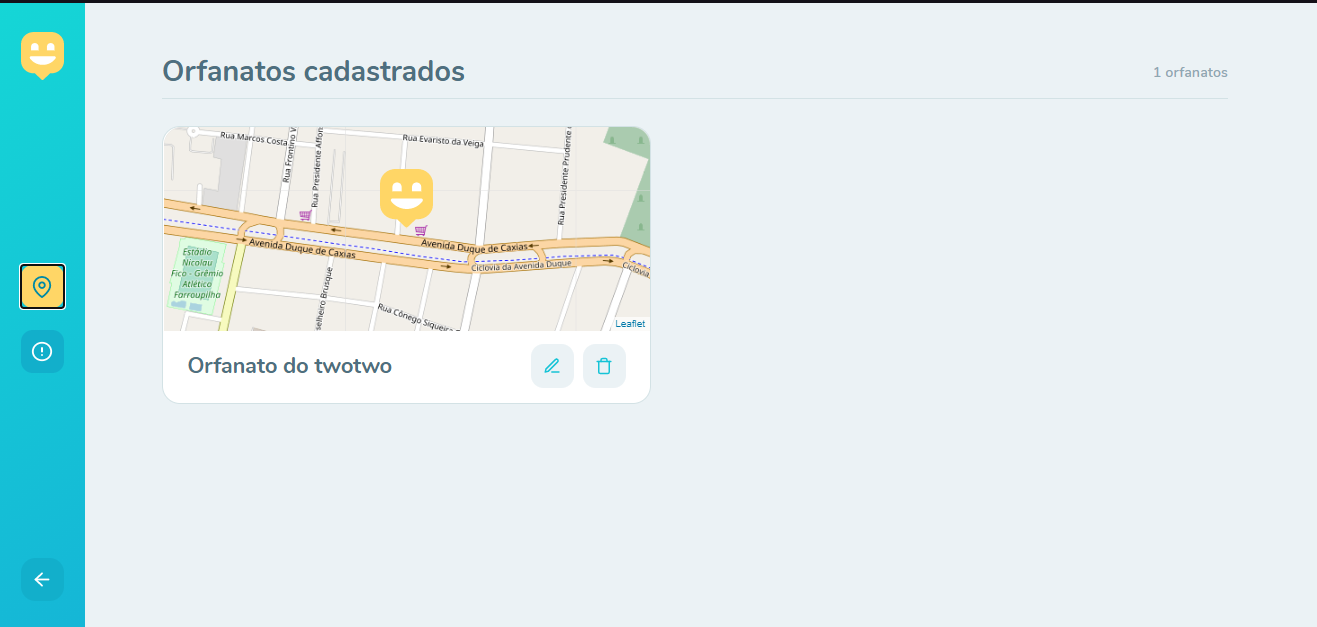 Orfanatos cadastrados
1 orfanatos
Rua Marcos Costa
Rua Frontino V
Rua Presidente Affon
Rua Evaristo da Veiga
Rua Presidente Prudente
Avenida Duque de Caxias
Avenida Duque de Caxias
Ciclovia da Avenida Duque
Ciclovia
Estádio
Nicolau
Fico - Grêmio
Atlético
Farroupilha
selheiro Brusque
Rua Cônego Siqueira
Leaflet
Orfanato do twotwo